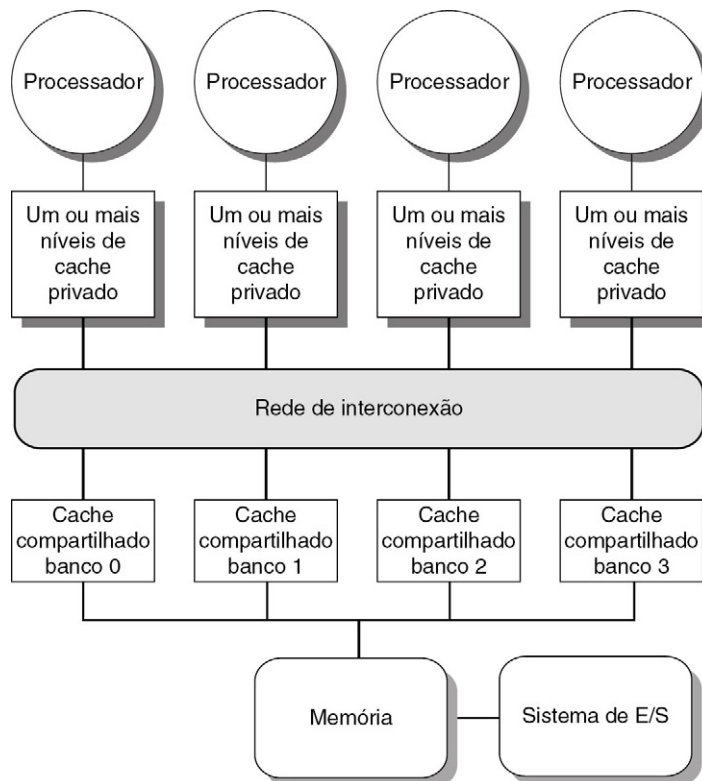 Processador
Processador
Processador
Processador
Um ou mais
níveis de
cache
privado
Um ou mais
níveis de
cache
privado
Um ou mais
níveis de
cache
privado
Um ou mais
níveis de
cache
privado
Rede de interconexão
Cache
compartilhado
banco 0
Cache
compartilhado
banco 1
Cache
compartilhado
banco 2
Cache
compartilhado
banco 3
Memória
Sistema de E/S